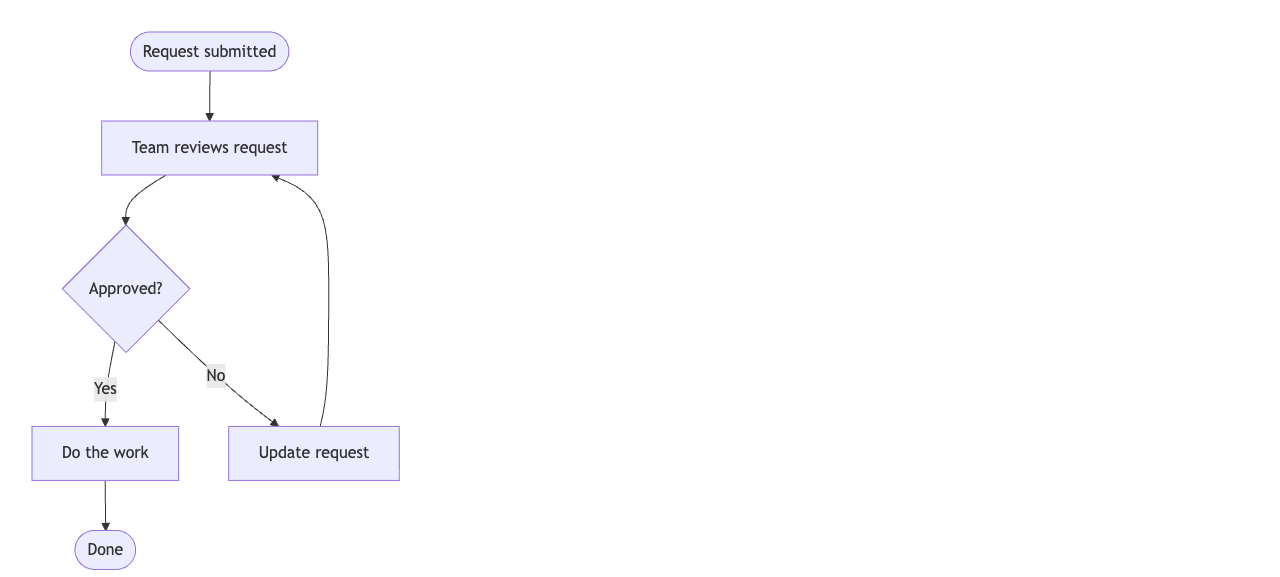 Request submitted
Team reviews request
Approved?
No
Yes
Do the work
Update request
Done